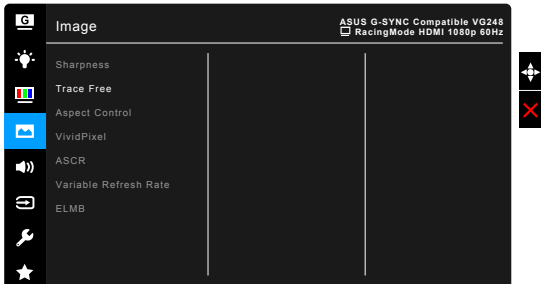 G
Image
ASUS G-SYNC Compatible VG248
RacingMode HDMI 1080p 60Hz
Sharpness
Trace Free
Aspect Control
VividPixel
ASCR
Variable Refresh Rate
ELMB